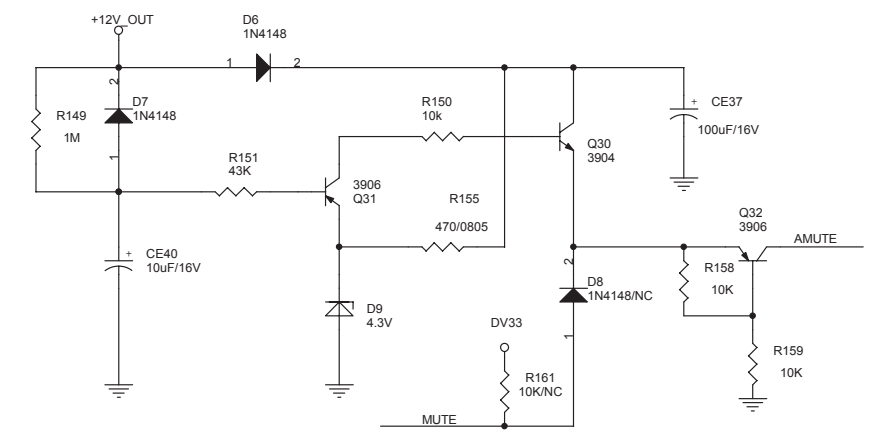 +12V_OUT
D6
1N4148
1
2
R149
1M
2
D7
1N4148
1
R150
10k
+
CE37
100uF/16V
Q30
3904
R151
43K
3906
Q31
R155
470/0805
Q32
3906
AMUTE
+
CE40
10uF/16V
2
D8
1N4148/NC
1
R158
10K
D9
4.3V
DV33
R161
10K/NC
R159
10K
MUTE